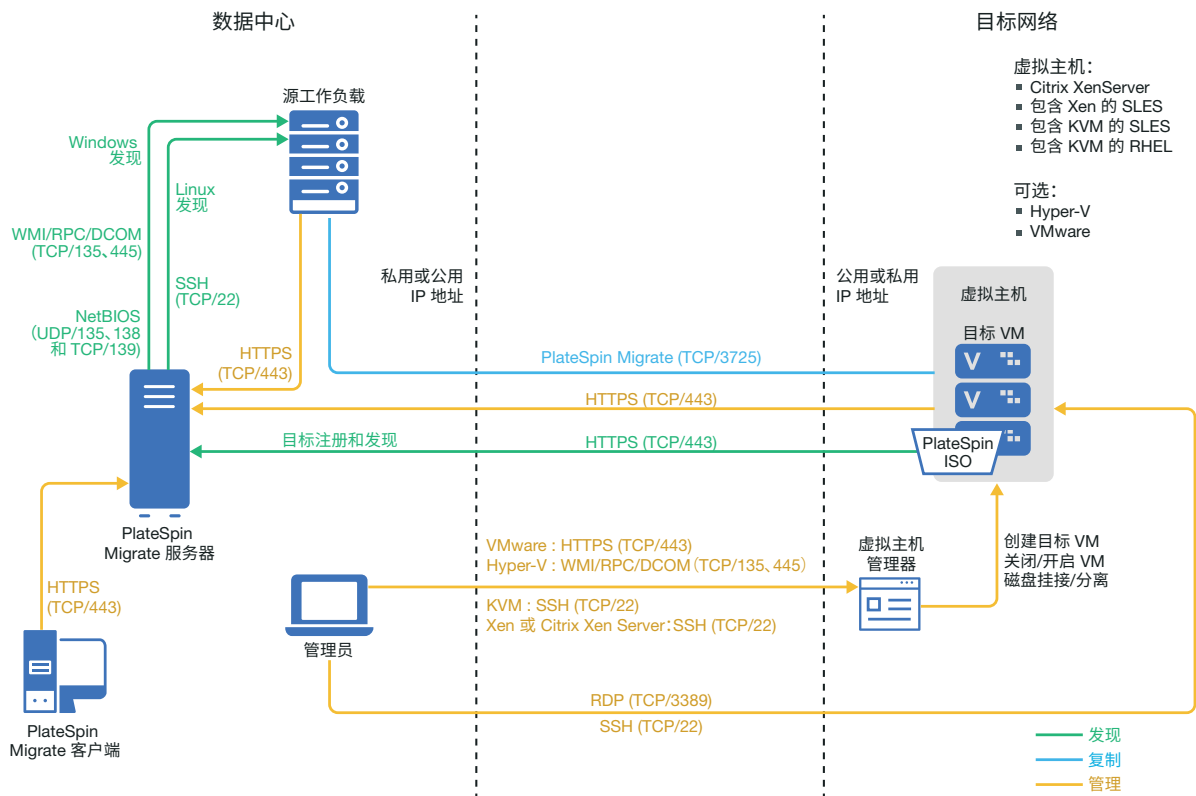 数据中心
目标网络
虚拟主机：
▪ Citrix XenServer
▪ 包含 Xen 的 SLES
▪ 包含 KVM 的 SLES
▪ 包含 KVM 的 RHEL
可选：
▪ Hyper-V
▪ VMware
源工作负载
Windows
发现
Linux
发现
WMI/RPC/DCOM
(TCP/135、445)
SSH
(TCP/22)
NetBIOS
(UDP/135、138
和 TCP/139)
HTTPS
(TCP/443)
私用或公用
IP 地址
公用或私用
IP 地址
虚拟主机
目标 VM
V
V
PlateSpin Migrate (TCP/3725)
HTTPS (TCP/443)
目标注册和发现
HTTPS (TCP/443)
PlateSpin
ISO
PlateSpin
Migrate 服务器
HTTPS
(TCP/443)
PlateSpin
Migrate 客户端
管理员
VMware : HTTPS (TCP/443)
Hyper-V : WMI/RPC/DCOM（TCP/135、445）
KVM : SSH (TCP/22)
Xen 或 Citrix Xen Server：SSH (TCP/22)
虚拟主机
管理器
创建目标 VM
关闭/开启 VM
磁盘挂接/分离
RDP (TCP/3389)
SSH (TCP/22)
发现
复制
管理